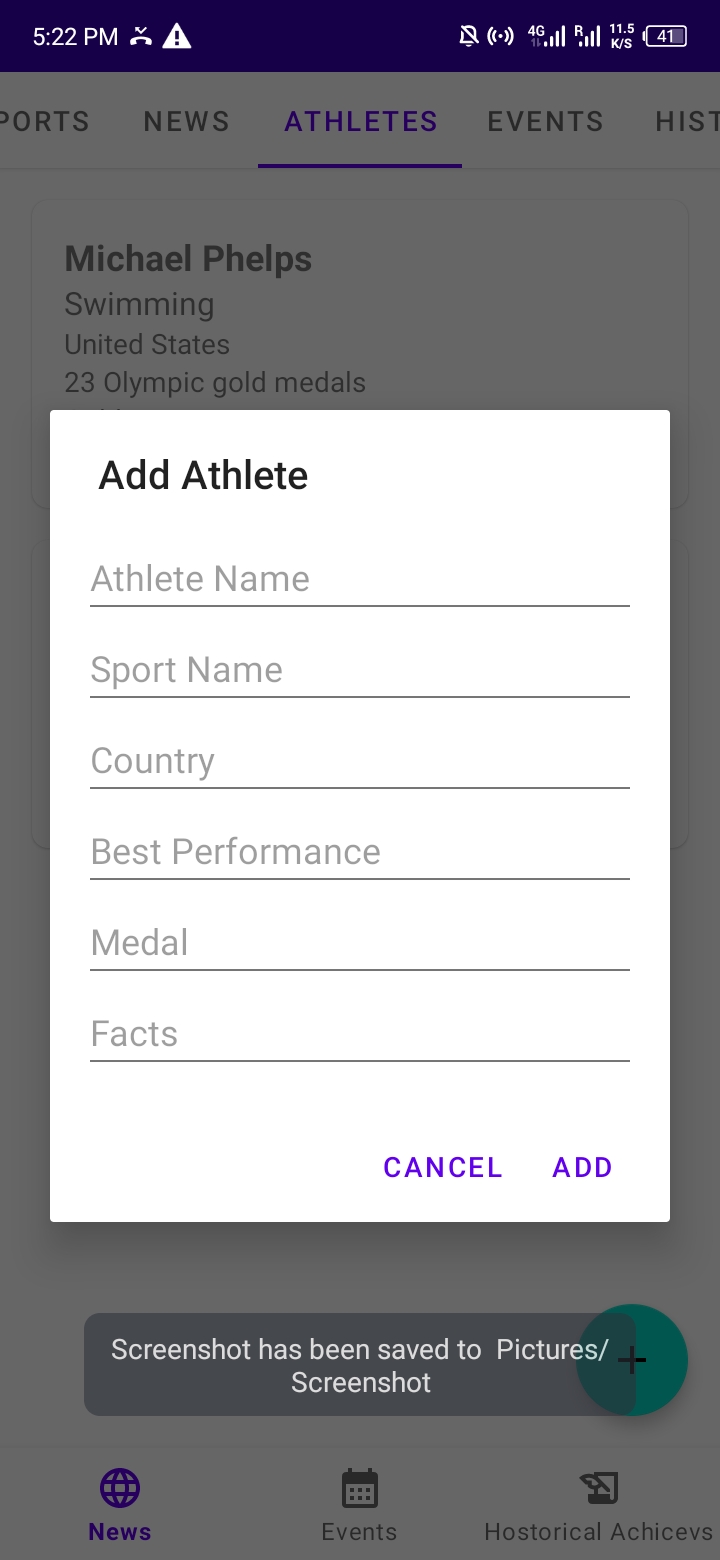 5:22 PM 4G R 11.5 K/S 41
PORTS NEWS ATHLETES EVENTS HIST
Michael Phelps
Swimming
United States
23 Olympic gold medals
Add Athlete
Athlete Name
Sport Name
Country
Best Performance
Medal
Facts
CANCEL ADD
Screenshot has been saved to Pictures/
Screenshot
+
News Events Hostorical Achicevs